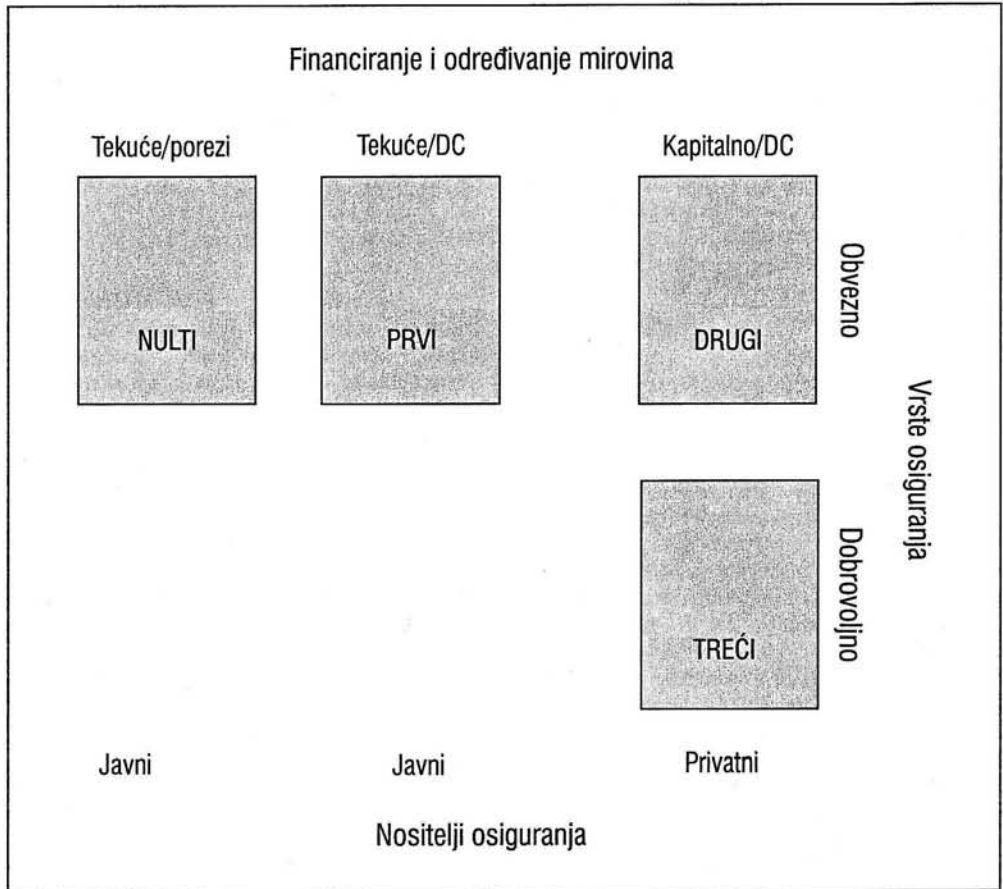 Financiranje i određivanje mirovina
Tekuće/porezi
Tekuće/DC
Kapitalno/DC
NULTI
PRVI
DRUGI
Obvezno
Vrste osiguranja
TREĆI
Dobrovoljno
Javni
Javni
Privatni
Nositelji osiguranja